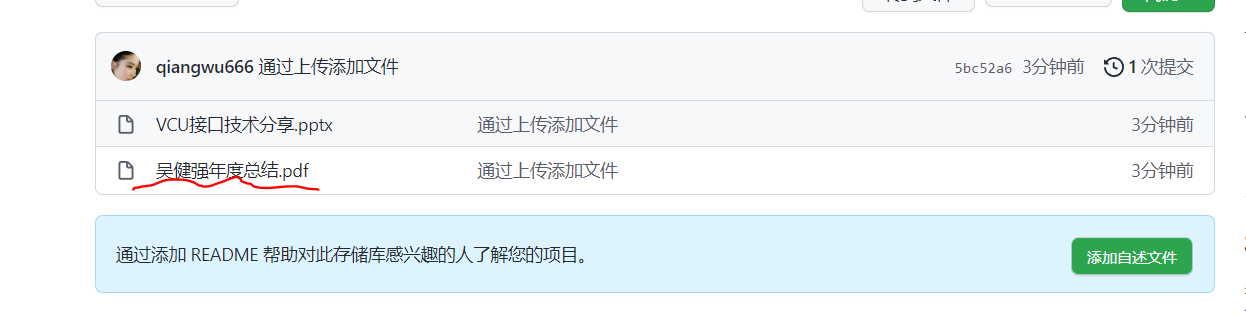 qiangwu666 通过上传添加文件 5bc52a6 3分钟前 1 次提交
VCU接口技术分享.pptx 通过上传添加文件 3分钟前
吴健强年度总结.pdf 通过上传添加文件 3分钟前
通过添加 README 帮助对此存储库感兴趣的人了解您的项目。 添加自述文件